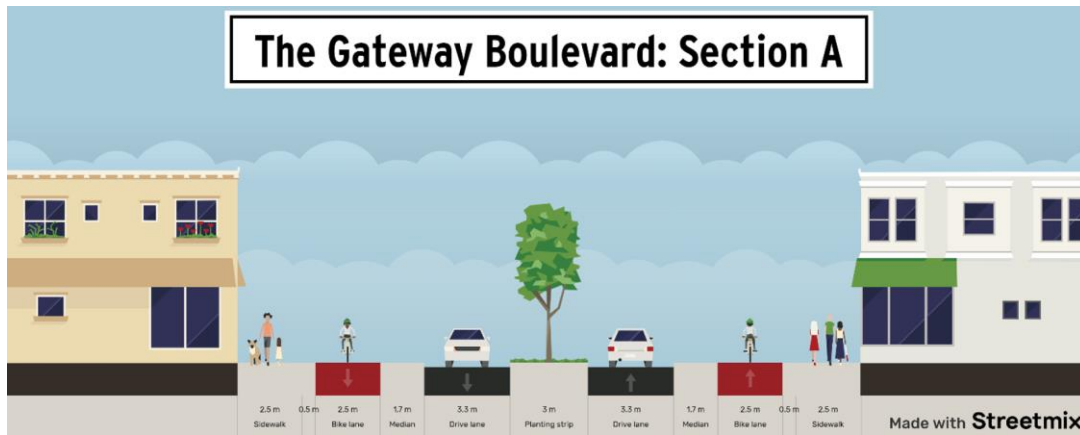 The Gateway Boulevard: Section A
2.5 m 0.5 m 2.5 m 1.7 m 3.3 m 3 m 3.3 m 1.7 m 2.5 m 0.5 m 2.5 m
Sidewalk Bike lane Median Drive lane Planting strip Drive lane Median Bike lane Sidewalk
Made with Streetmix